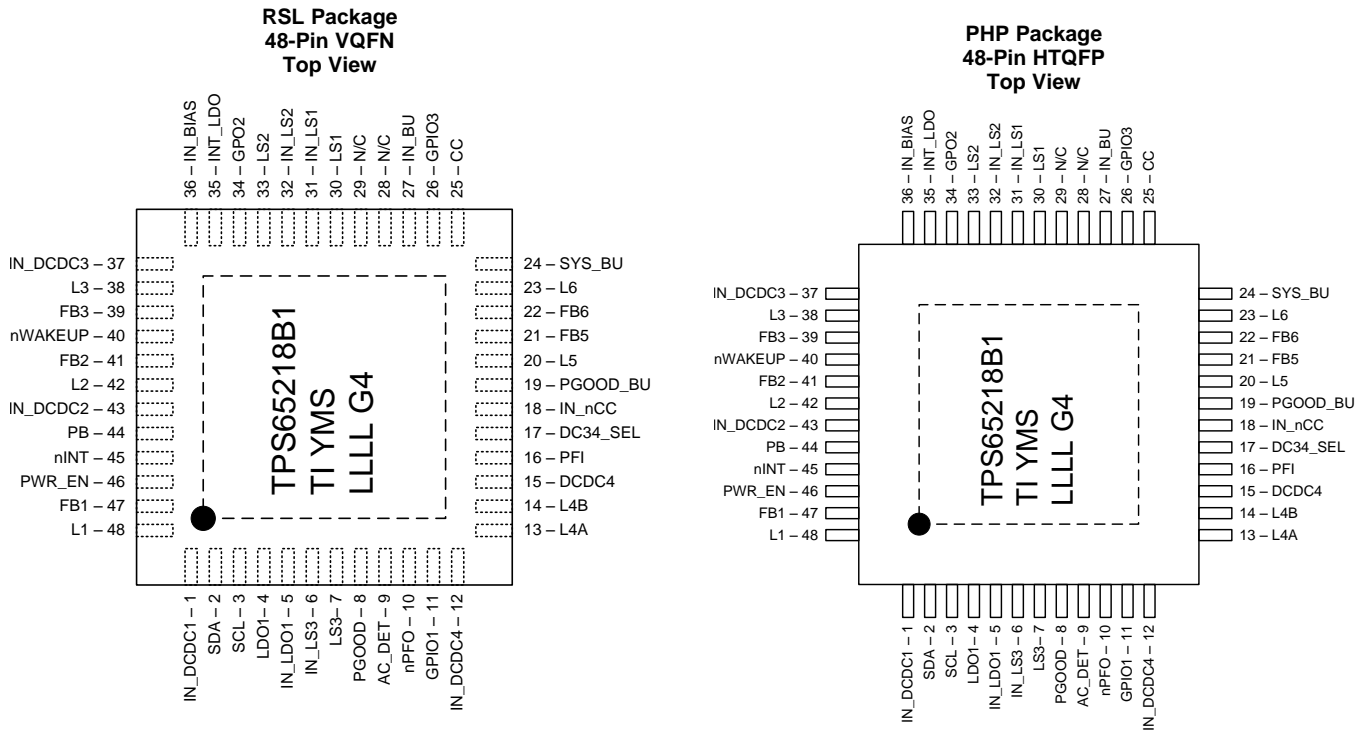 RSL Package
48-Pin VQFN
Top View
36 – IN_BIAS
35 – INT_LDO
34 – GPO2
33 – LS2
32 – IN_LS2
31 – IN_LS1
30 – LS1
29 – N/C
28 – N/C
27 – IN_BU
26 – GPIO3
25 – CC
IN_DCDC3 – 37
L3 – 38
FB3 – 39
nWAKEUP – 40
FB2 – 41
L2 – 42
IN_DCDC2 – 43
PB – 44
nINT – 45
PWR_EN – 46
FB1 – 47
L1 – 48
TPS65218B1
TI YMS
LLLL G4
24 – SYS_BU
23 – L6
22 – FB6
21 – FB5
20 – L5
19 – PGOOD_BU
18 – IN_nCC
17 – DC34_SEL
16 – PFI
15 – DCDC4
14 – L4B
13 – L4A
IN_DCDC1 – 1
SDA – 2
SCL – 3
LDO1 – 4
IN_LDO1 – 5
IN_LS3 – 6
LS3 – 7
PGOOD – 8
AC_DET – 9
nPFO – 10
GPIO1 – 11
IN_DCDC4 – 12
PHP Package
48-Pin HTQFP
Top View
36 – IN_BIAS
35 – INT_LDO
34 – GPO2
33 – LS2
32 – IN_LS2
31 – IN_LS1
30 – LS1
29 – N/C
28 – N/C
27 – IN_BU
26 – GPIO3
25 – CC
IN_DCDC3 – 37
L3 – 38
FB3 – 39
nWAKEUP – 40
FB2 – 41
L2 – 42
IN_DCDC2 – 43
PB – 44
nINT – 45
PWR_EN – 46
FB1 – 47
L1 – 48
TPS65218B1
TI YMS
LLLL G4
24 – SYS_BU
23 – L6
22 – FB6
21 – FB5
20 – L5
19 – PGOOD_BU
18 – IN_nCC
17 – DC34_SEL
16 – PFI
15 – DCDC4
14 – L4B
13 – L4A
IN_DCDC1 – 1
SDA – 2
SCL – 3
LDO1 – 4
IN_LDO1 – 5
IN_LS3 – 6
LS3 – 7
PGOOD – 8
AC_DET – 9
nPFO – 10
GPIO1 – 11
IN_DCDC4 – 12